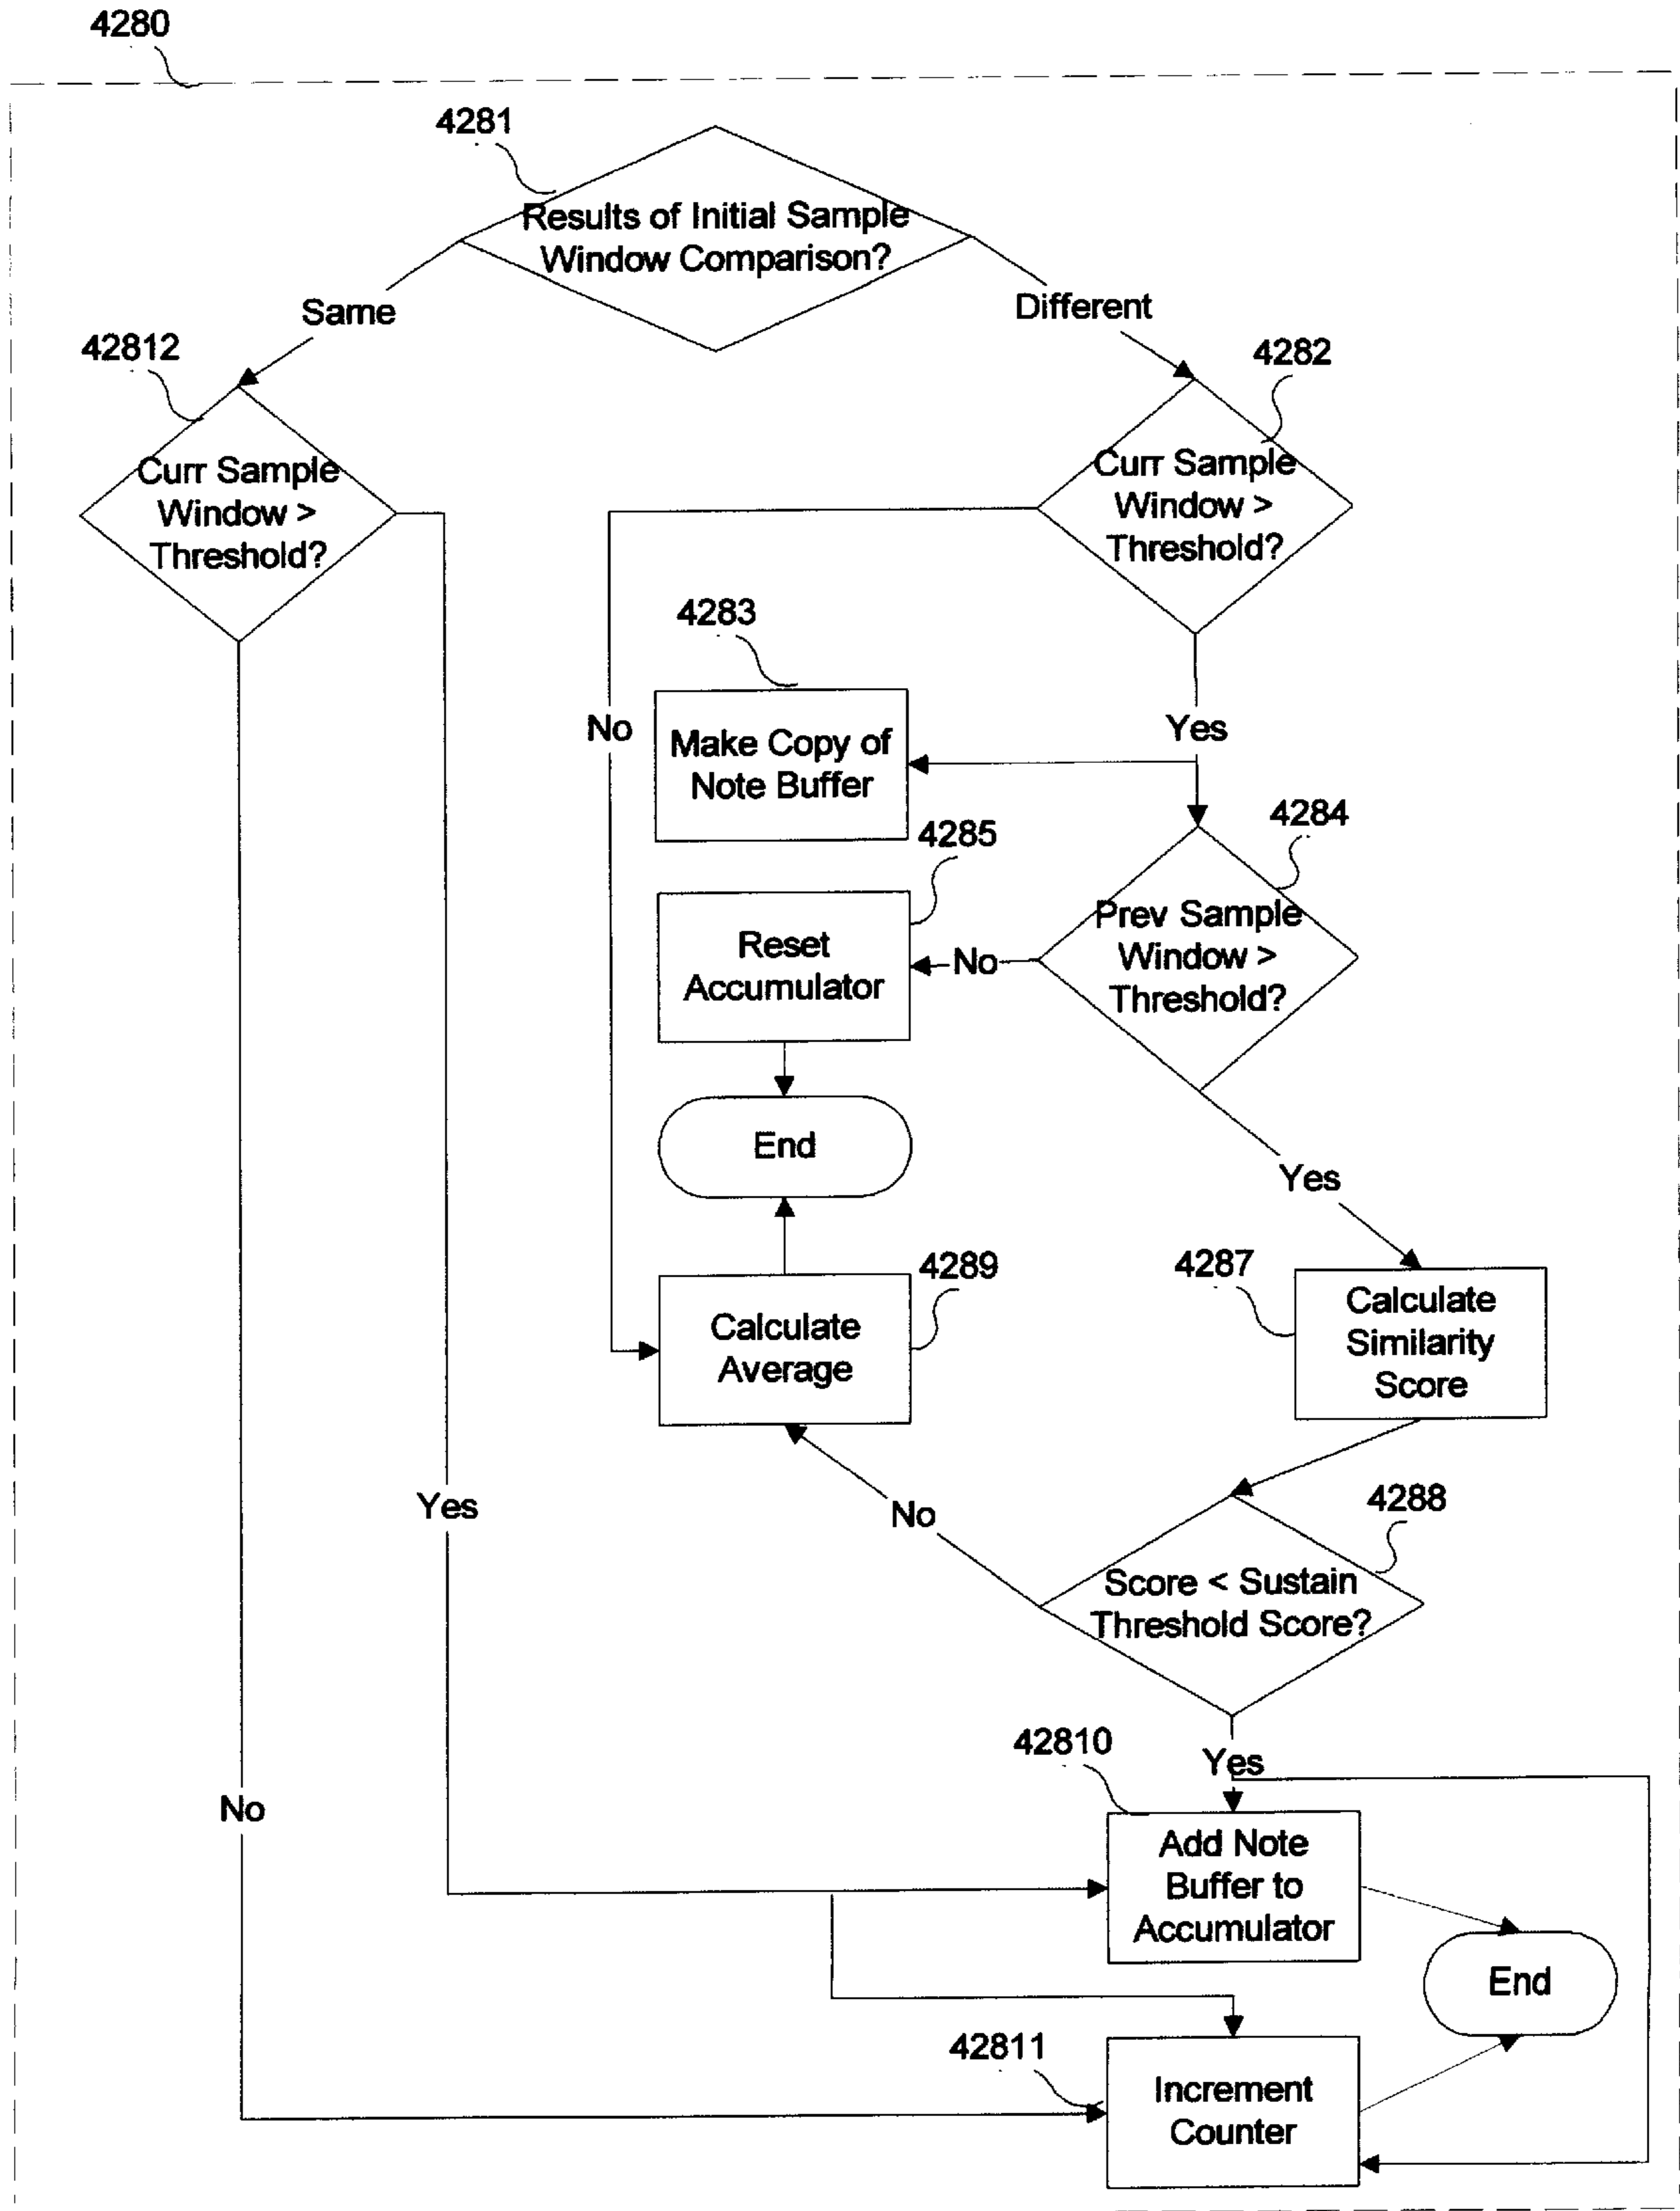 4280
4281
Results of Initial Sample
Window Comparison?
Same
Different
42812
4282
Curr Sample
Window >
Threshold?
Curr Sample
Window >
Threshold?
4283
No
Make Copy of
Note Buffer
Yes
4285
4284
Reset
Accumulator
No
Prev Sample
Window >
Threshold?
End
Yes
4289
4287
Calculate
Average
Calculate
Similarity
Score
Yes
No
4288
Score < Sustain
Threshold Score?
42810
Yes
No
Add Note
Buffer to
Accumulator
End
42811
Increment
Counter